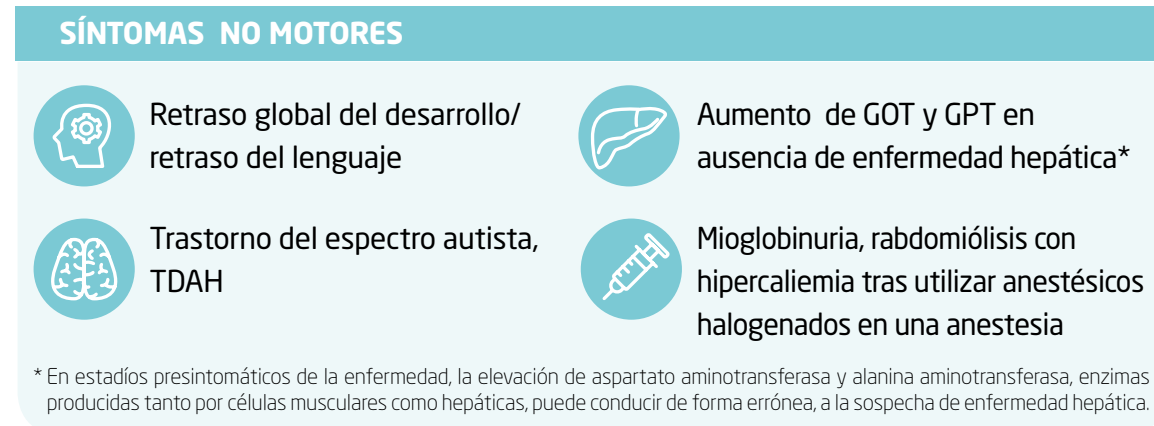 SÍNTOMAS NO MOTORES
Retraso global del desarrollo/
retraso del lenguaje
Aumento de GOT y GPT en
ausencia de enfermedad hepática*
Trastorno del espectro autista,
TDAH
Mioglobinuria, rabdomiólisis con
hipercaliemia tras utilizar anestésicos
halogenados en una anestesia
* En estadíos presintomáticos de la enfermedad, la elevación de aspartato aminotransferasa y alanina aminotransferasa, enzimas
producidas tanto por células musculares como hepáticas, puede conducir de forma errónea, a la sospecha de enfermedad hepática.